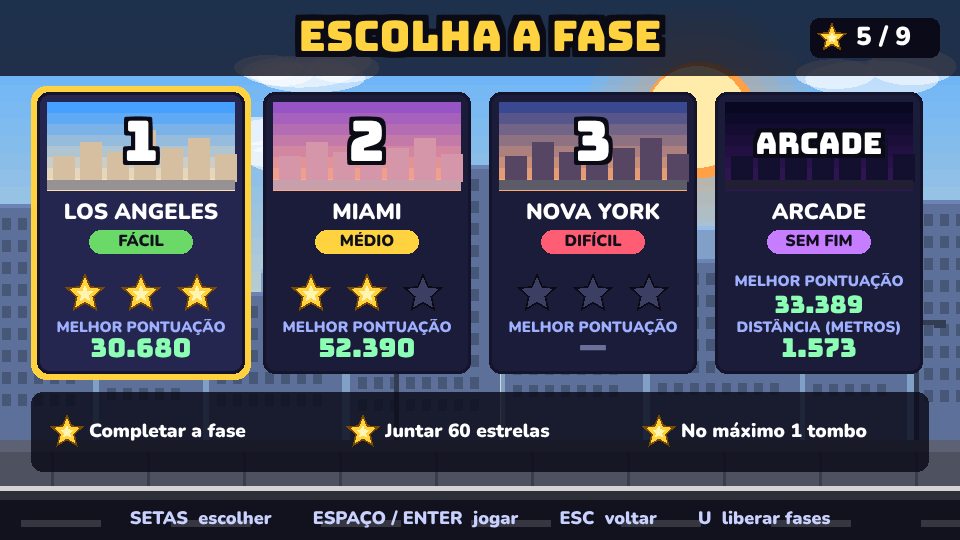 ESCOLHA A FASE
5 / 9
1
LOS ANGELES
FÁCIL
MELHOR PONTUAÇÃO
30.680
2
MIAMI
MÉDIO
MELHOR PONTUAÇÃO
52.390
3
NOVA YORK
DIFÍCIL
MELHOR PONTUAÇÃO
—
ARCADE
ARCADE
SEM FIM
MELHOR PONTUAÇÃO
33.389
DISTÂNCIA (METROS)
1.573
Completar a fase
Juntar 60 estrelas
No máximo 1 tombo
SETAS escolher ESPAÇO / ENTER jogar ESC voltar U liberar fases